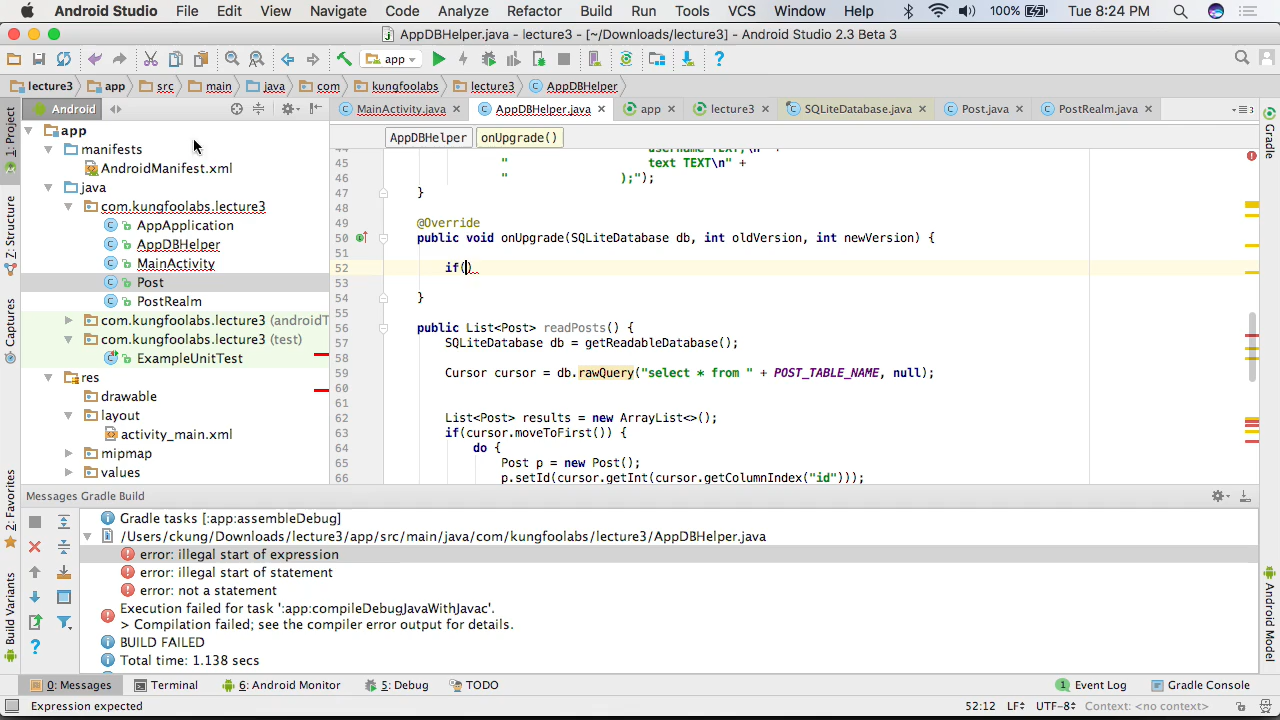 Android Studio File Edit View Navigate Code Analyze Refactor Build Run Tools VCS Window Help 100% Tue 8:24 PM
AppDBHelper.java - lecture3 - [~/Downloads/lecture3] - Android Studio 2.3 Beta 3
app
lecture3 app src main java com kungfoolabs lecture3 AppDBHelper
Android MainActivity.java AppDBHelper.java app lecture3 SQLiteDatabase.java Post.java PostRealm.java
AppDBHelper onUpgrade()
1: Project
Z: Structure
Captures
2: Favorites
Build Variants
app
manifests
AndroidManifest.xml
java
com.kungfoolabs.lecture3
AppApplication
AppDBHelper
MainActivity
Post
PostRealm
com.kungfoolabs.lecture3 (androidT
com.kungfoolabs.lecture3 (test)
ExampleUnitTest
res
drawable
layout
activity_main.xml
mipmap
values
44 username TEXT,\n" +
45 " text TEXT\n" +
46 " );");
47 }
48
49 @Override
50 public void onUpgrade(SQLiteDatabase db, int oldVersion, int newVersion) {
51
52 if()
53
54 }
55
56 public List<Post> readPosts() {
57 SQLiteDatabase db = getReadableDatabase();
58
59 Cursor cursor = db.rawQuery("select * from " + POST_TABLE_NAME, null);
60
61
62 List<Post> results = new ArrayList<>();
63 if(cursor.moveToFirst()) {
64 do {
65 Post p = new Post();
66 p.setId(cursor.getInt(cursor.getColumnIndex("id")));
Gradle
Android Model
Messages Gradle Build
Gradle tasks [:app:assembleDebug]
/Users/ckung/Downloads/lecture3/app/src/main/java/com/kungfoolabs/lecture3/AppDBHelper.java
error: illegal start of expression
error: illegal start of statement
error: not a statement
Execution failed for task ':app:compileDebugJavaWithJavac'.
> Compilation failed; see the compiler error output for details.
BUILD FAILED
Total time: 1.138 secs
0: Messages Terminal 6: Android Monitor 5: Debug TODO 1 Event Log Gradle Console
Expression expected 52:12 LF÷ UTF-8÷ Context: <no context>